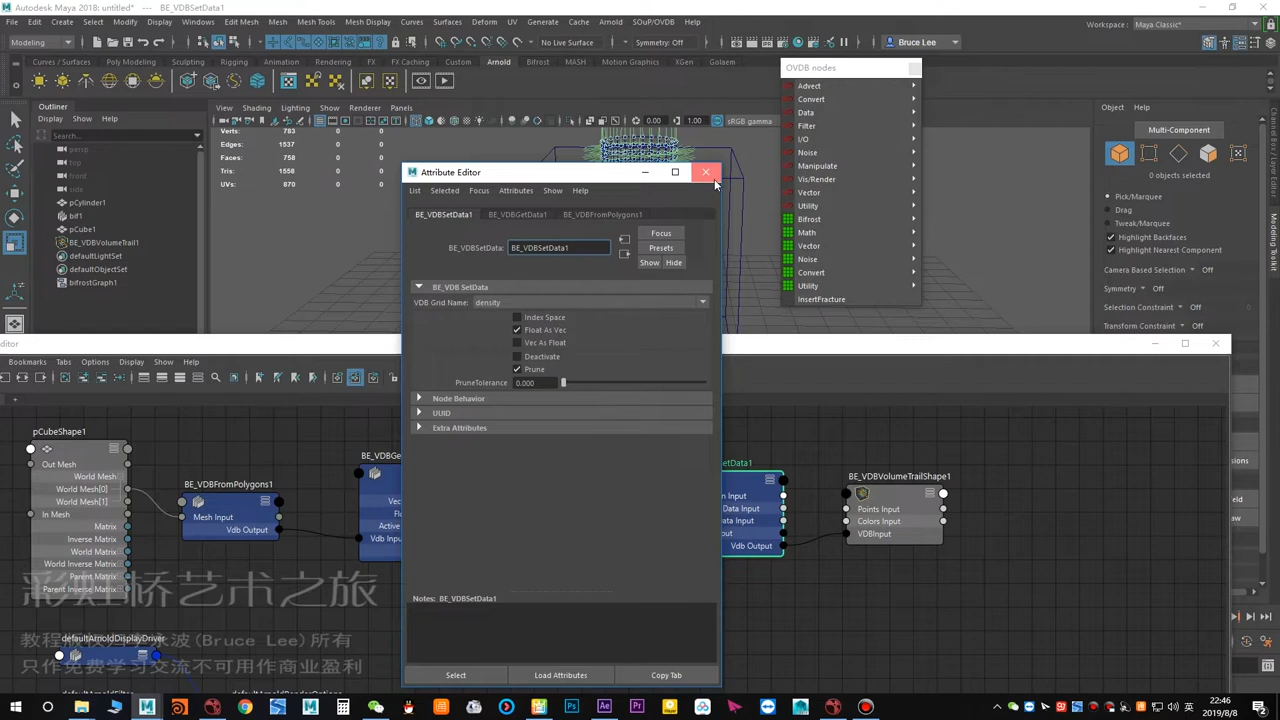 Autodesk Maya 2018: untitled*   ---   BE_VDBSetData1
File Edit Create Select Modify Display Windows Edit Mesh Mesh Tools Mesh Display Curves Surfaces Deform UV Generate Cache Arnold SOuP/OVDB Help
Workspace : Maya Classic*
Modeling No Live Surface Symmetry: Off Bruce Lee
Curves / Surfaces Poly Modeling Sculpting Rigging Animation Rendering FX FX Caching Custom Arnold Bifrost MASH Motion Graphics XGen Golaem
Outliner
Display Show Help
Search...
persp
top
front
side
pCylinder1
bif1
pCube1
BE_VDBVolumeTrail1
defaultLightSet
defaultObjectSet
bifrostGraph1
View Shading Lighting Show Renderer Panels
0.00 1.00 sRGB gamma
Verts: 783 0 0
Edges: 1537 0 0
Faces: 758 0 0
Tris: 1558 0 0
UVs: 870 0 0
OVDB nodes
Advect
Convert
Data
Filter
I/O
Noise
Manipulate
Vis/Render
Vector
Utility
Bifrost
Math
Vector
Noise
Convert
Utility
InsertFracture
Object Help
Multi-Component
0 objects selected
Pick/Marquee
Drag
Tweak/Marquee
Highlight Backfaces
Highlight Nearest Component
Camera Based Selection : Off
Symmetry : Off
Selection Constraint : Off
Transform Constraint : Off
Attribute Editor
List Selected Focus Attributes Show Help
BE_VDBSetData1 BE_VDBGetData1 BE_VDBFromPolygons1
BE_VDBSetData: BE_VDBSetData1
Focus
Presets
Show Hide
BE_VDB SetData
VDB Grid Name: density
Index Space
Float As Vec
Vec As Float
Deactivate
Prune
PruneTolerance 0.000
Node Behavior
UUID
Extra Attributes
Notes: BE_VDBSetData1
Select Load Attributes Copy Tab
Bookmarks Tabs Options Display Show Help
pCubeShape1
Out Mesh
World Mesh
World Mesh[0]
World Mesh[1]
In Mesh
Matrix
Inverse Matrix
World Matrix
World Inverse Matrix
Parent Matrix
Parent Inverse Matrix
BE_VDBFromPolygons1
Mesh Input
Vdb Output
BE_VDBGe
Active
Vdb Inpu
etData1
Data Input
Vdb Output
BE_VDBVolumeTrailShape1
Points Input
Colors Input
VDBInput
defaultArnoldDisplayDriver
彩虹桥艺术之旅
只作免费学习交流不可用作商业盈利
22:46
2019/8/8